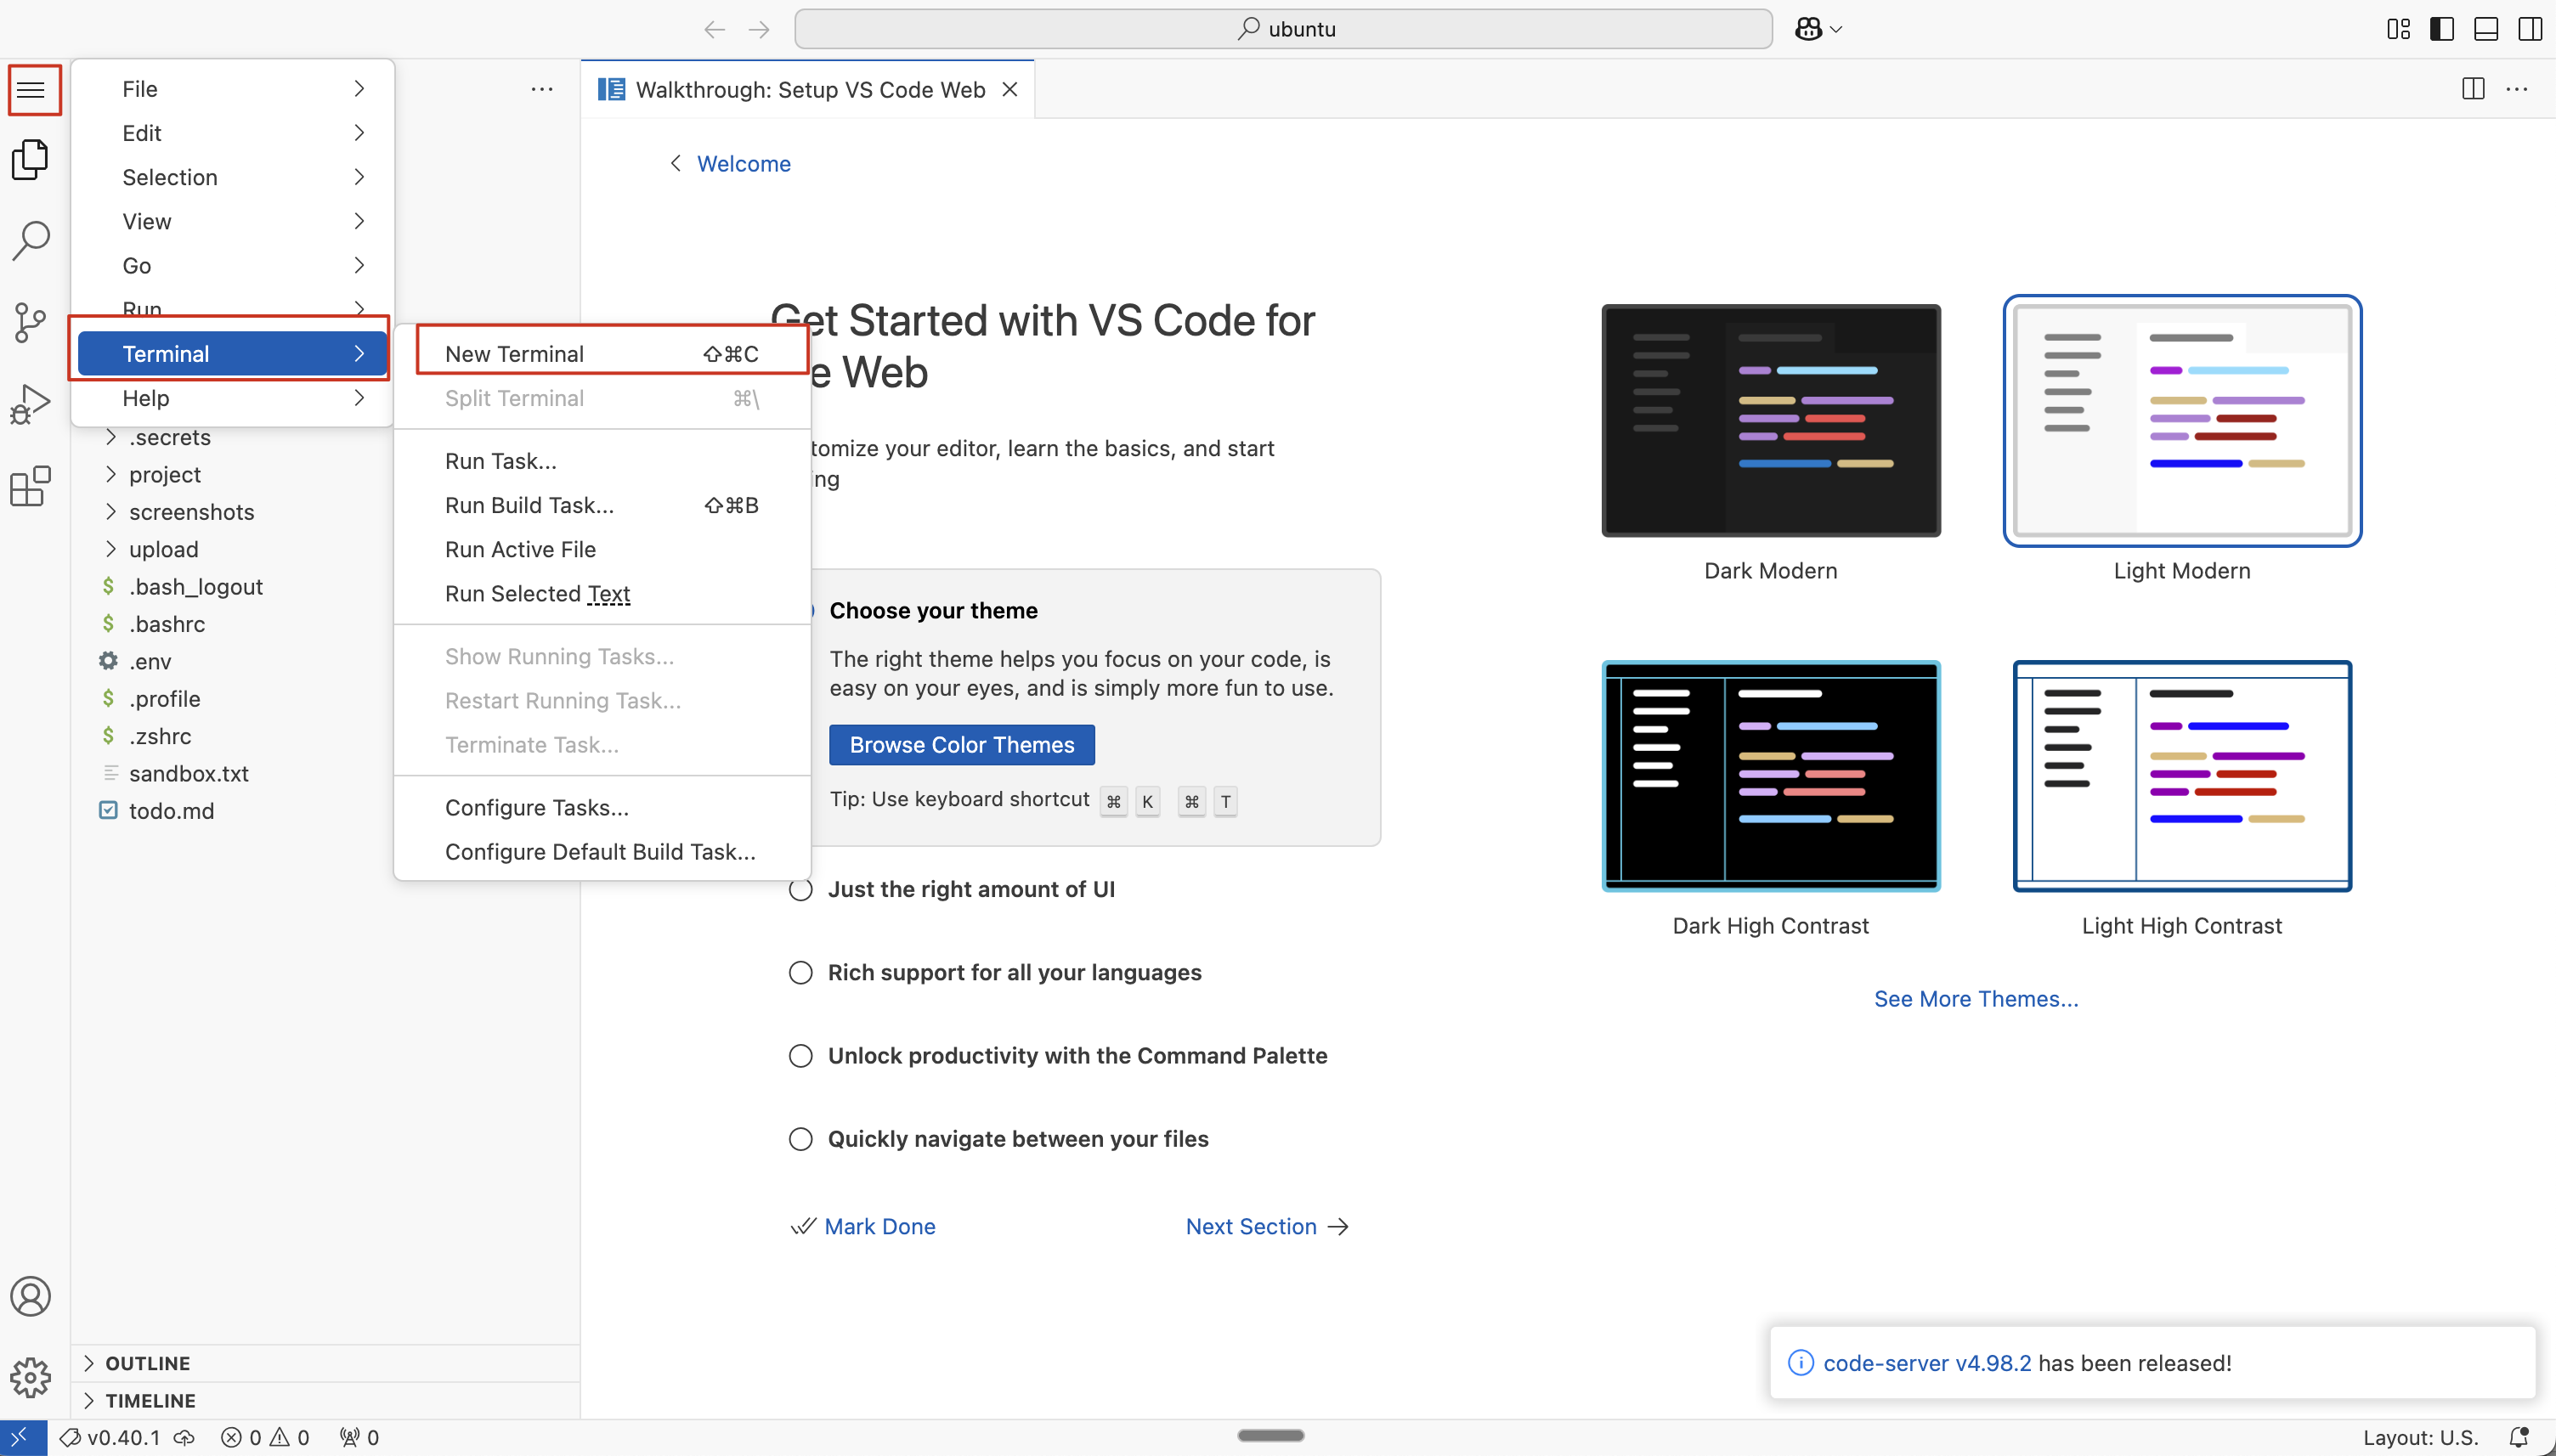 ubuntu
File
Edit
Selection
View
Go
Run
Terminal
Help
New Terminal ⇧⌘C
Split Terminal ⌘\
Run Task...
Run Build Task... ⇧⌘B
Run Active File
Run Selected Text
Show Running Tasks...
Restart Running Task...
Terminate Task...
Configure Tasks...
Configure Default Build Task...
.secrets
project
screenshots
upload
.bash_logout
.bashrc
.env
.profile
.zshrc
sandbox.txt
todo.md
OUTLINE
TIMELINE
Walkthrough: Setup VS Code Web
Welcome
Get Started with VS Code for
e Web
tomize your editor, learn the basics, and start
ing
Choose your theme
The right theme helps you focus on your code, is
easy on your eyes, and is simply more fun to use.
Browse Color Themes
Tip: Use keyboard shortcut ⌘ K ⌘ T
Just the right amount of UI
Rich support for all your languages
Unlock productivity with the Command Palette
Quickly navigate between your files
Mark Done
Next Section
Dark Modern
Light Modern
Dark High Contrast
Light High Contrast
See More Themes...
code-server v4.98.2 has been released!
v0.40.1 0 0 0
Layout: U.S.